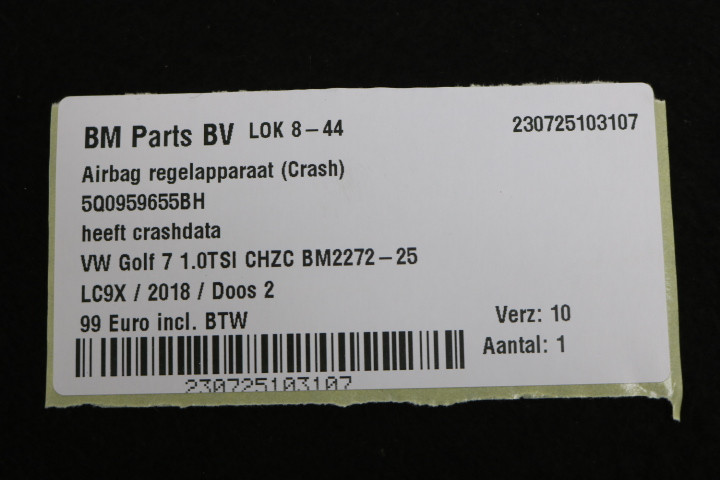 BM Parts BV LOK 8-44 230725103107
Airbag regelapparaat (Crash)
5Q0959655BH
heeft crashdata
VW Golf 7 1.0TSI CHZC BM2272-25
LC9X / 2018 / Doos 2
99 Euro incl. BTW Verz: 10
Aantal: 1
230725103107